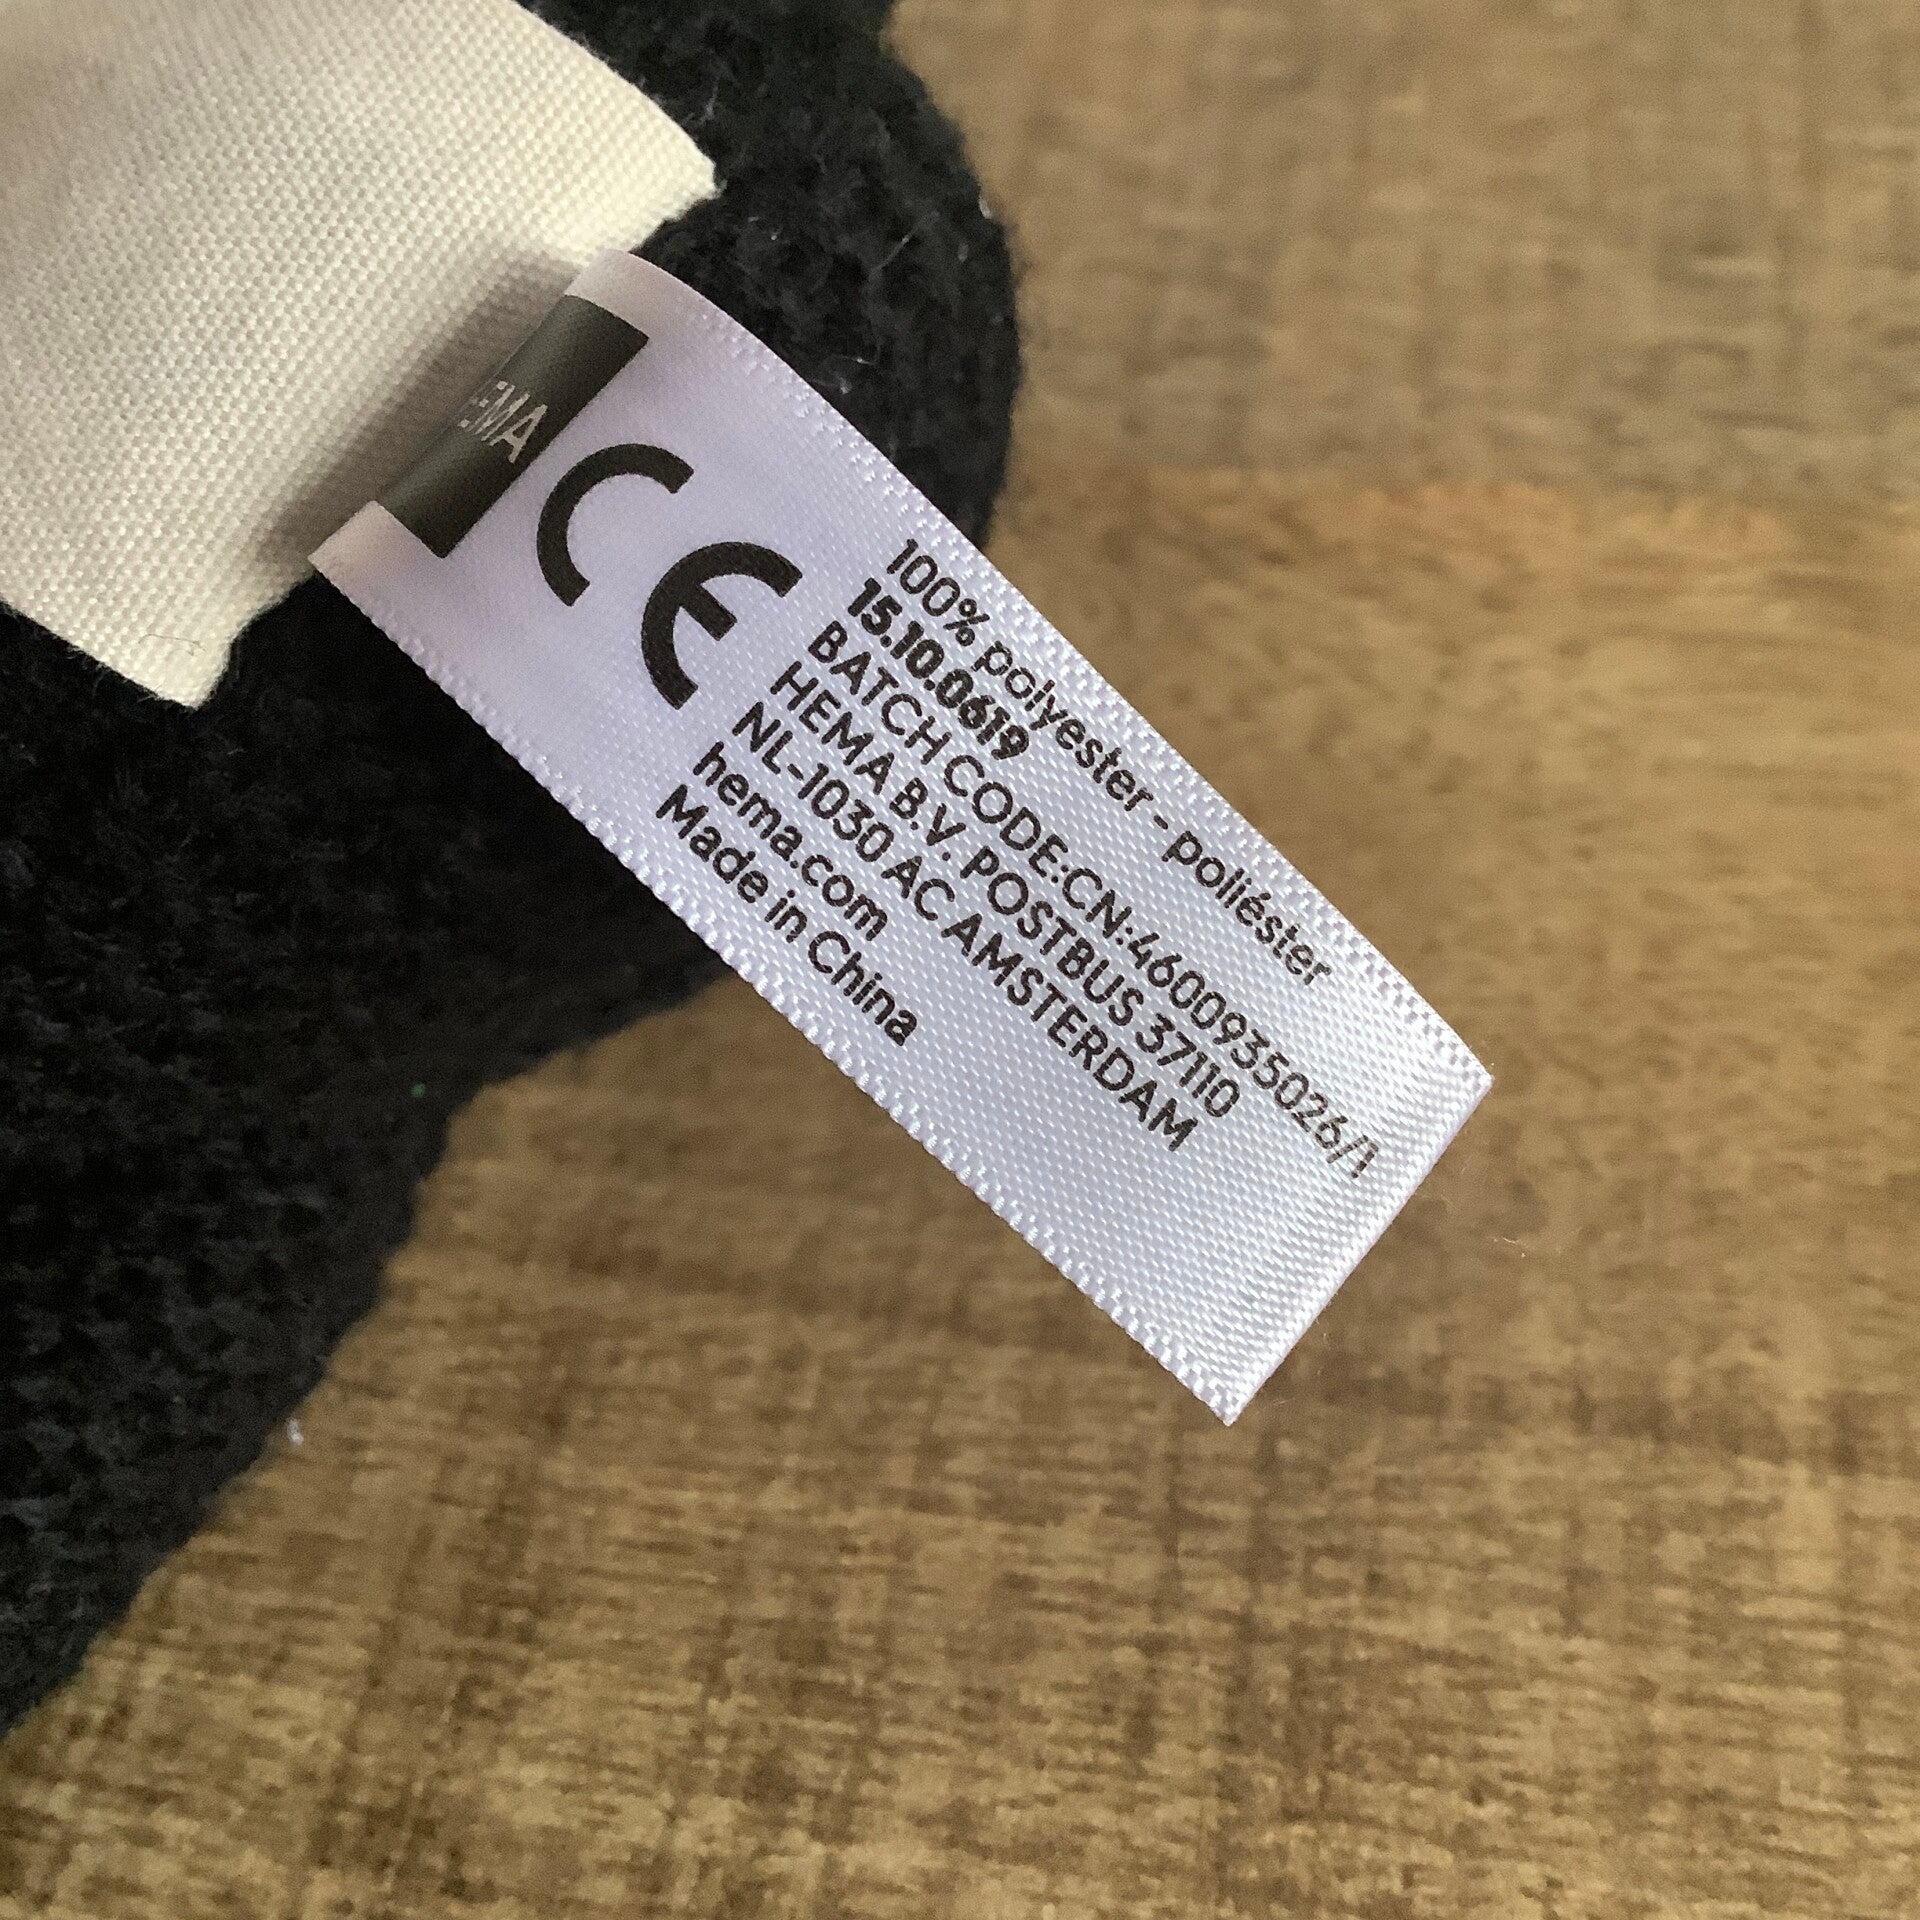 HEMA
CE
100% polyester - poliéster
15.10.0619
BATCH CODE:CN:4600935026/1
HEMA B.V. POSTBUS 37110
NL-1030 AC AMSTERDAM
hema.com
Made in China